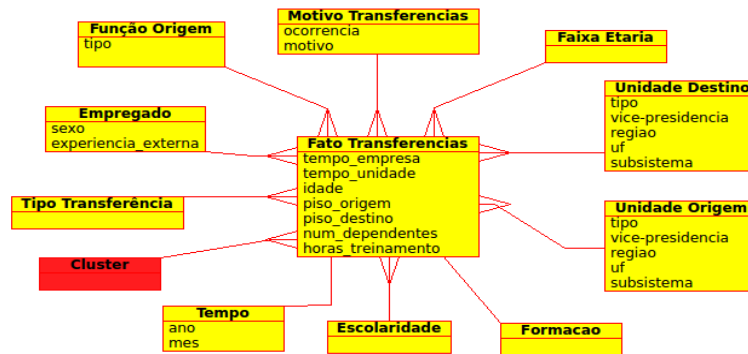 Função Origem
tipo
Motivo Transferencias
ocorrencia
motivo
Faixa Etaria
Unidade Destino
tipo
vice-presidencia
regiao
uf
subsistema
Empregado
sexo
experiencia_externa
Fato Transferencias
tempo_empresa
tempo_unidade
idade
piso_origem
piso_destino
num_dependentes
horas_treinamento
Tipo Transferência
Unidade Origem
tipo
vice-presidencia
regiao
uf
subsistema
Cluster
Tempo
ano
mes
Escolaridade
Formacao